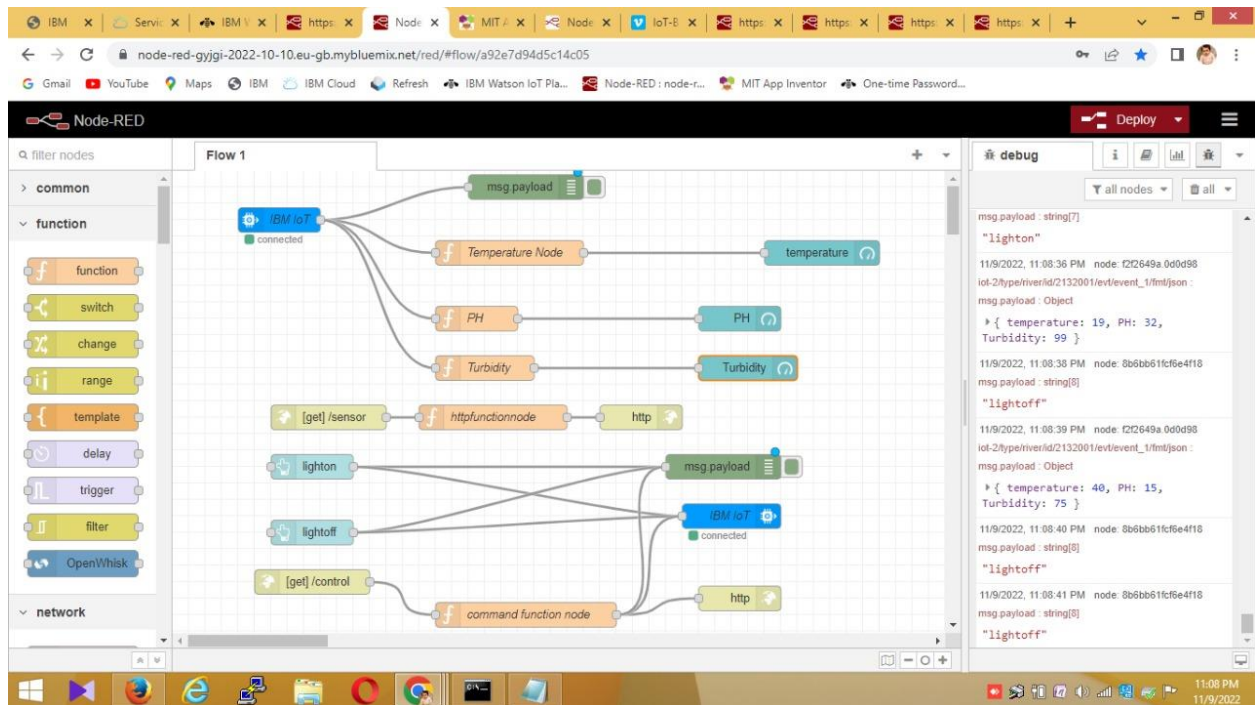 IBM
Servic
IBM W
https:
Node
MIT A
Node
IoT-B
https:
https:
https:
https:
node-red-gyjgi-2022-10-10.eu-gb.mybluemix.net/red/#flow/a92e7d94d5c14c05
Gmail YouTube Maps IBM IBM Cloud Refresh IBM Watson IoT Pla... Node-RED : node-r... MIT App Inventor One-time Password...
Node-RED
Deploy
filter nodes
common
function
function
switch
change
range
template
delay
trigger
filter
OpenWhisk
network
Flow 1
msg.payload
IBM IoT
connected
Temperature Node
temperature
PH
PH
Turbidity
Turbidity
[get] /sensor
httpfunctionnode
http
lighton
msg.payload
IBM IoT
connected
lightoff
[get] /control
http
command function node
debug
i
all nodes
all
msg.payload : string[7]
"lighton"
11/9/2022, 11:08:36 PM node: f2f2649a.0d0d98
iot-2/type/river/id/2132001/evt/event_1/fmt/json :
msg.payload : Object
{ temperature: 19, PH: 32,
Turbidity: 99 }
11/9/2022, 11:08:38 PM node: 8b6bb61fcf6e4f18
msg.payload : string[8]
"lightoff"
11/9/2022, 11:08:39 PM node: f2f2649a.0d0d98
iot-2/type/river/id/2132001/evt/event_1/fmt/json :
msg.payload : Object
{ temperature: 40, PH: 15,
Turbidity: 75 }
11/9/2022, 11:08:40 PM node: 8b6bb61fcf6e4f18
msg.payload : string[8]
"lightoff"
11/9/2022, 11:08:41 PM node: 8b6bb61fcf6e4f18
msg.payload : string[8]
"lightoff"
11:08 PM
11/9/2022